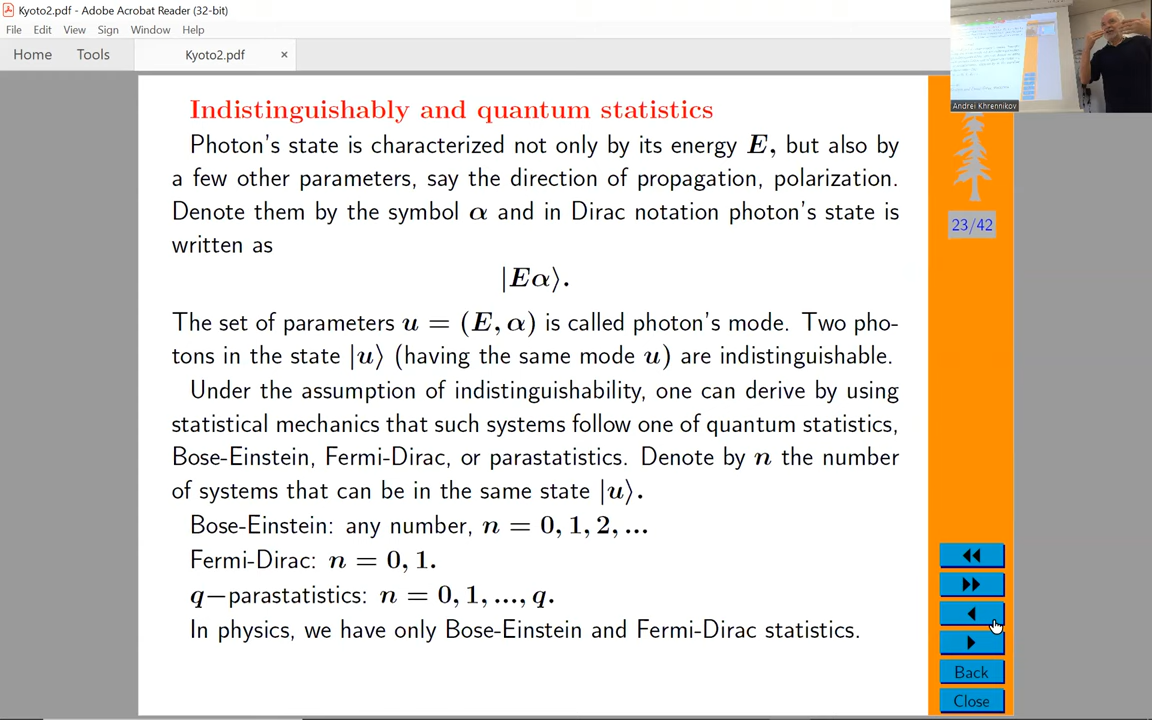 Kyoto2.pdf - Adobe Acrobat Reader (32-bit)
File Edit View Sign Window Help
Home Tools Kyoto2.pdf ×
Andrei Khrennikov
Indistinguishably and quantum statistics
Photon's state is characterized not only by its energy E, but also by
a few other parameters, say the direction of propagation, polarization.
Denote them by the symbol α and in Dirac notation photon's state is
written as
|Eα⟩.
The set of parameters u = (E, α) is called photon's mode. Two pho-
tons in the state |u⟩ (having the same mode u) are indistinguishable.
Under the assumption of indistinguishability, one can derive by using
statistical mechanics that such systems follow one of quantum statistics,
Bose-Einstein, Fermi-Dirac, or parastatistics. Denote by n the number
of systems that can be in the same state |u⟩.
Bose-Einstein: any number, n = 0, 1, 2, ...
Fermi-Dirac: n = 0, 1.
q−parastatistics: n = 0, 1, ..., q.
In physics, we have only Bose-Einstein and Fermi-Dirac statistics.
23/42
Back
Close